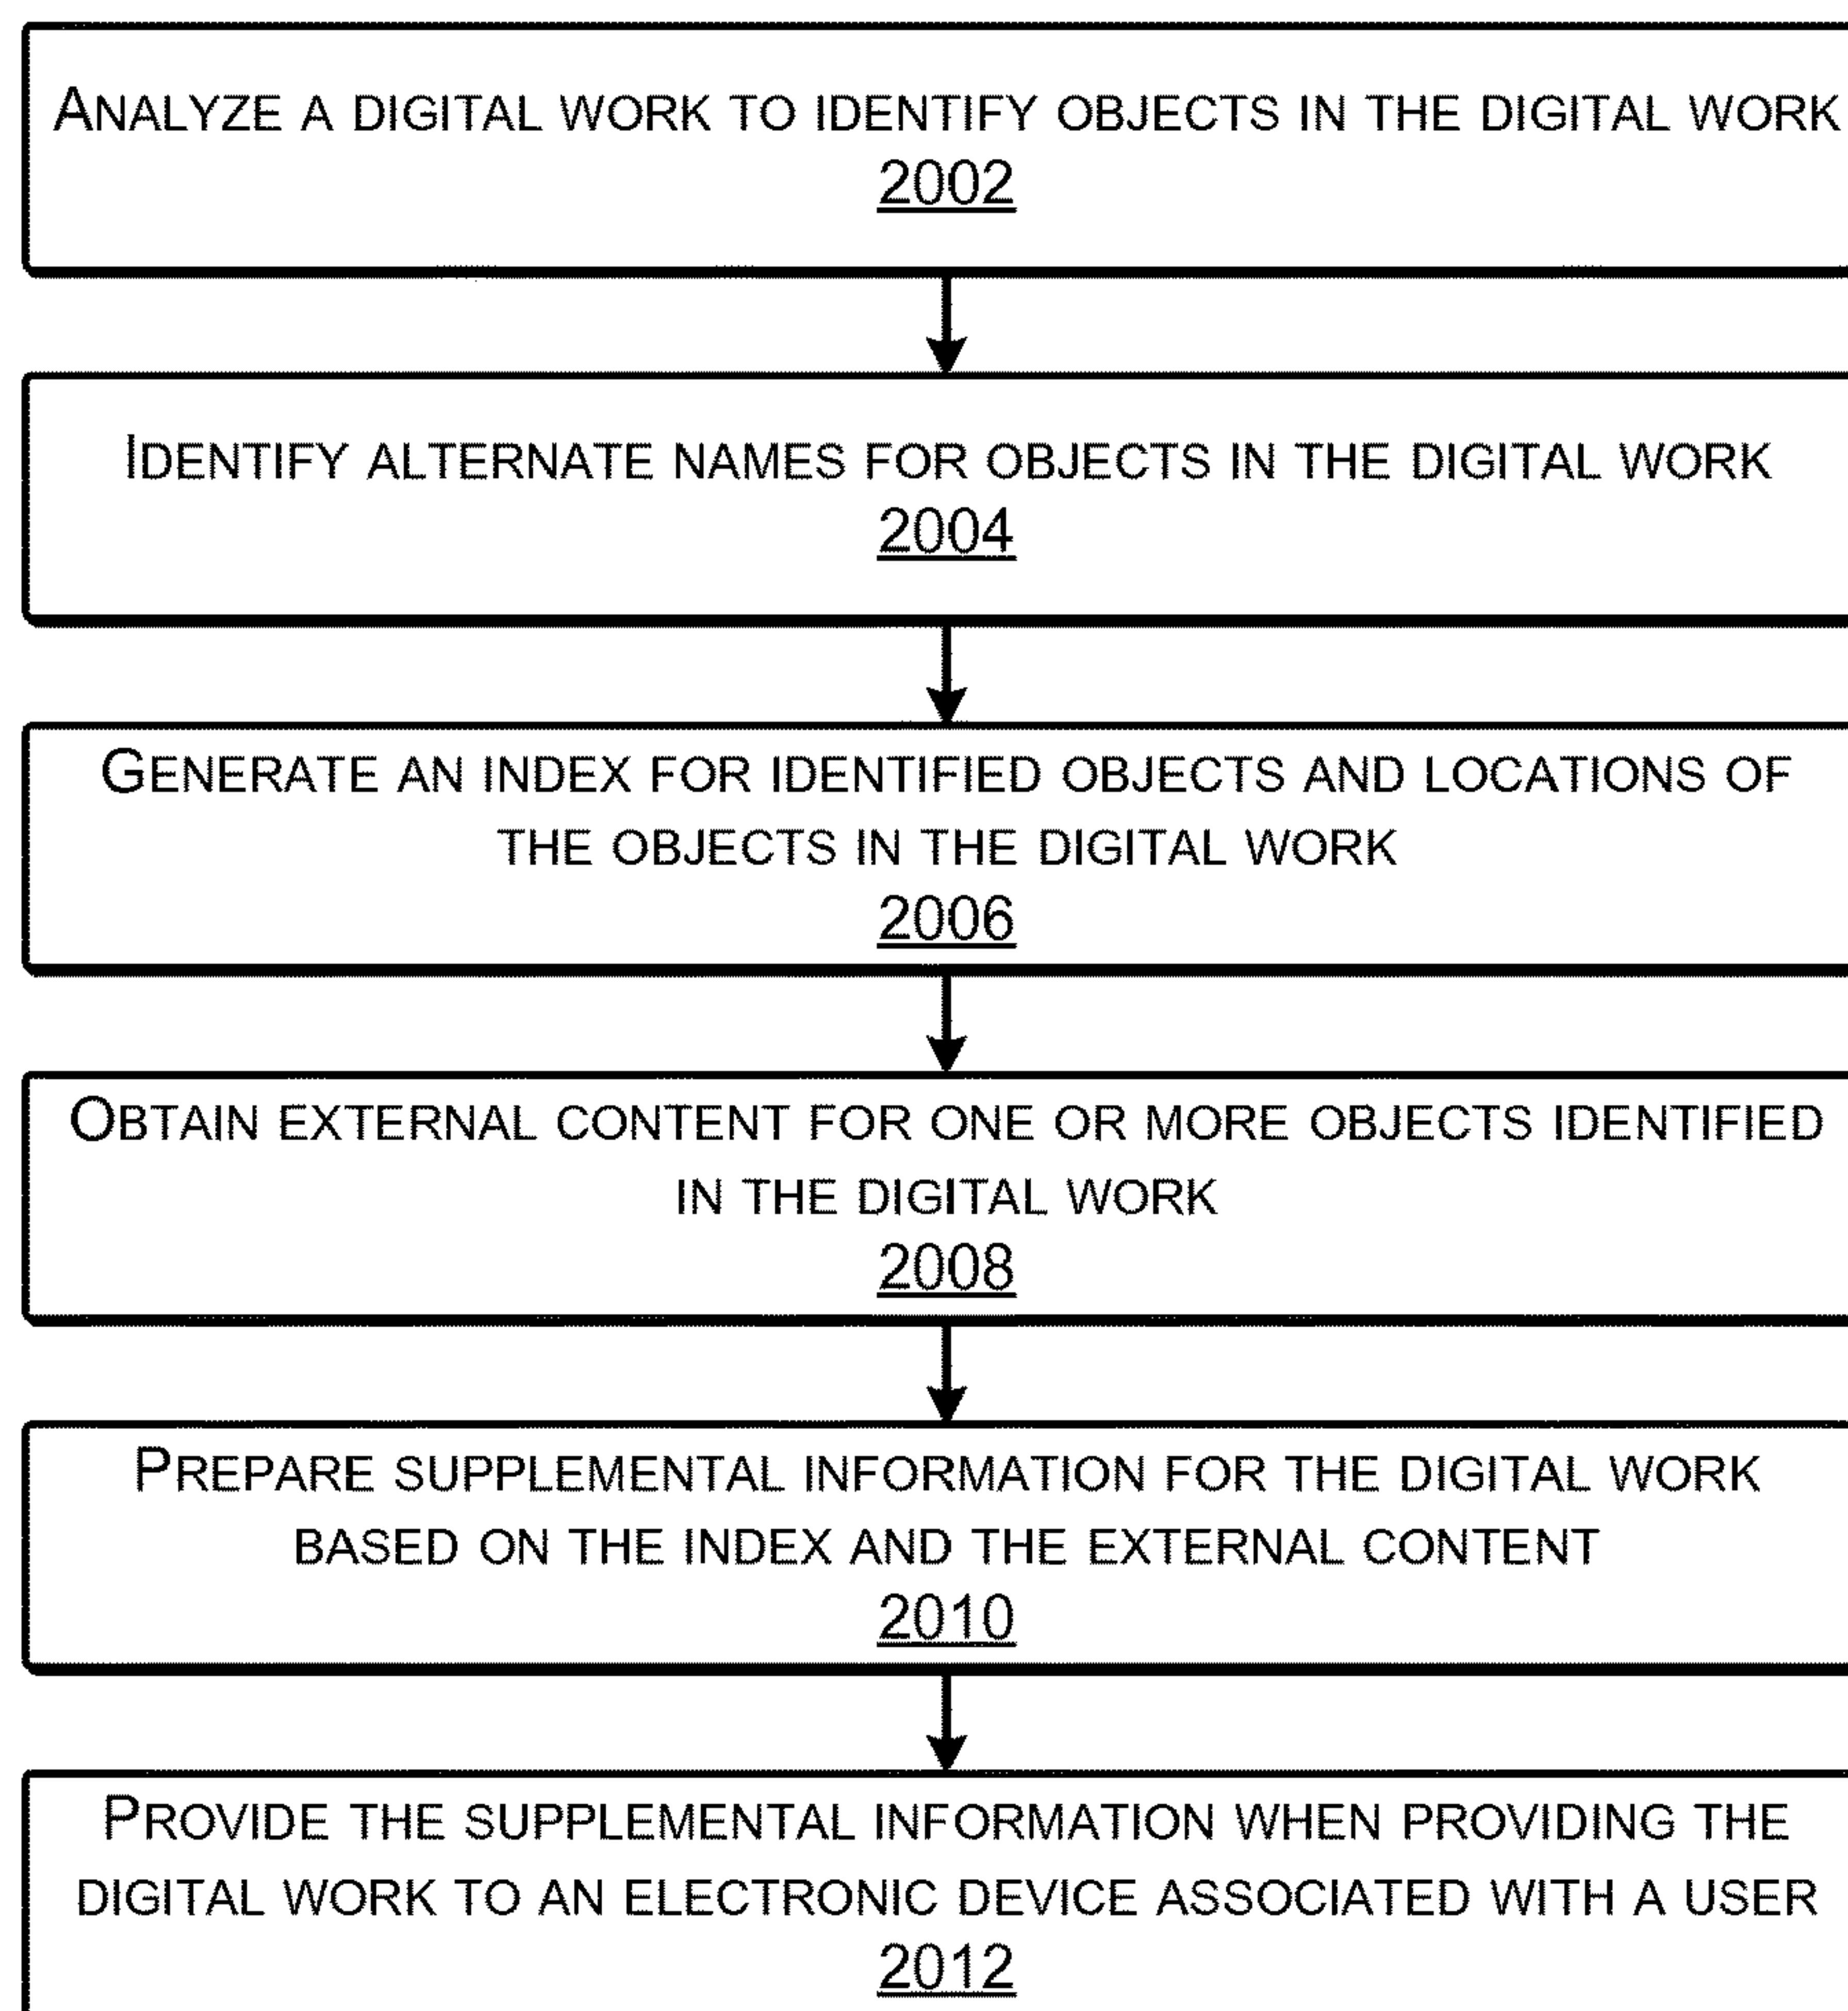 ANALYZE A DIGITAL WORK TO IDENTIFY OBJECTS IN THE DIGITAL WORK
2002
IDENTIFY ALTERNATE NAMES FOR OBJECTS IN THE DIGITAL WORK
2004
GENERATE AN INDEX FOR IDENTIFIED OBJECTS AND LOCATIONS OF
THE OBJECTS IN THE DIGITAL WORK
2006
OBTAIN EXTERNAL CONTENT FOR ONE OR MORE OBJECTS IDENTIFIED
IN THE DIGITAL WORK
2008
PREPARE SUPPLEMENTAL INFORMATION FOR THE DIGITAL WORK
BASED ON THE INDEX AND THE EXTERNAL CONTENT
2010
PROVIDE THE SUPPLEMENTAL INFORMATION WHEN PROVIDING THE
DIGITAL WORK TO AN ELECTRONIC DEVICE ASSOCIATED WITH A USER
2012